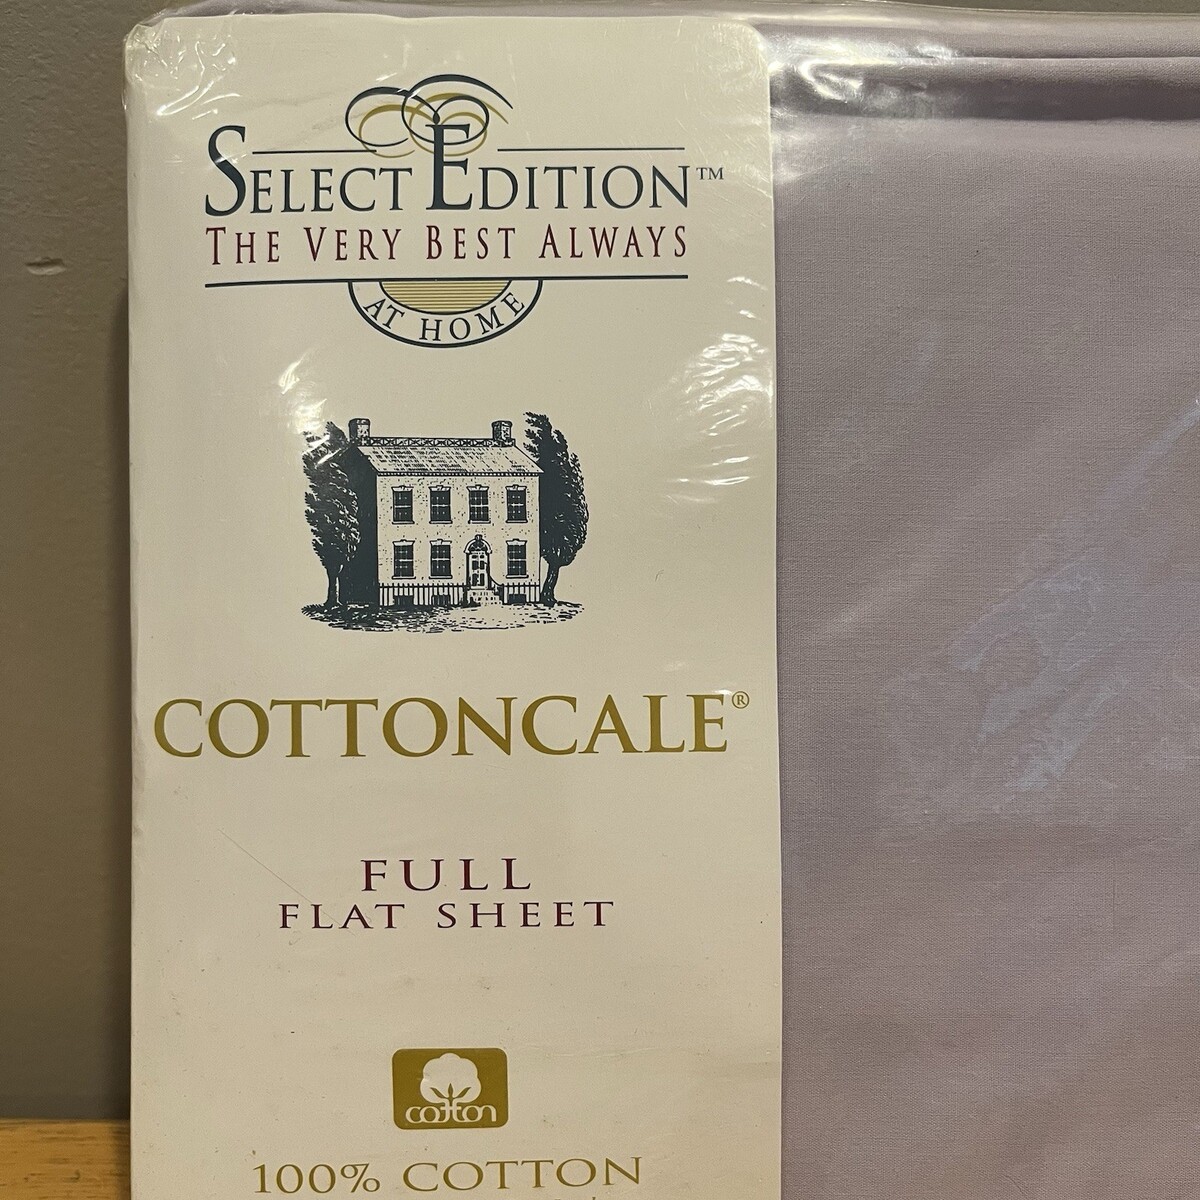 SELECT EDITION™
THE VERY BEST ALWAYS
AT HOME
COTTONCALE®
FULL
FLAT SHEET
cotton
100% COTTON